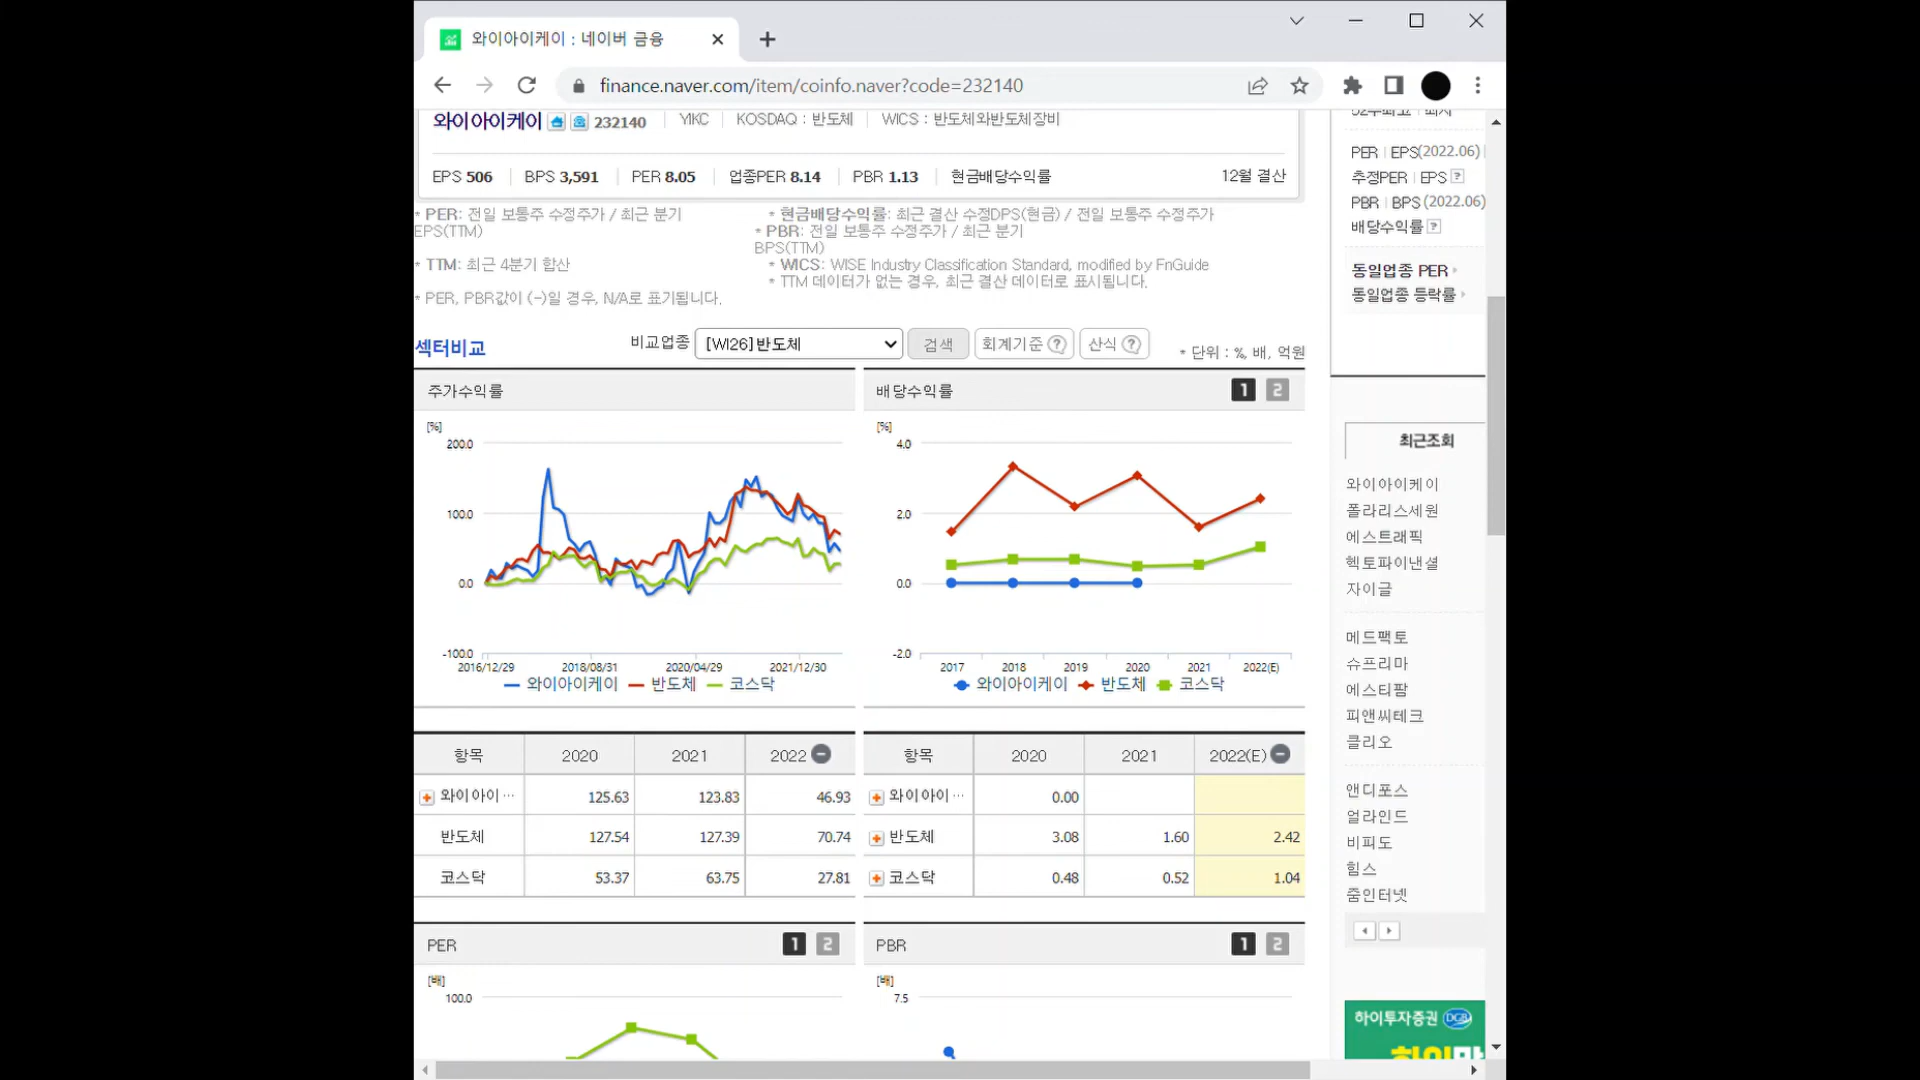 와이아이케이 : 네이버 금융
finance.naver.com/item/coinfo.naver?code=232140
와이아이케이 232140 YIKC KOSDAQ : 반도체 WICS : 반도체와반도체장비
EPS 506 BPS 3,591 PER 8.05 업종PER 8.14 PBR 1.13 현금배당수익률 12월 결산
* PER: 전일 보통주 수정주가 / 최근 분기
EPS(TTM)
* TTM: 최근 4분기 합산
* PER, PBR값이 (-)일 경우, N/A로 표기됩니다.
* 현금배당수익률: 최근 결산 수정DPS(현금) / 전일 보통주 수정주가
* PBR: 전일 보통주 수정주가 / 최근 분기
BPS(TTM)
* WICS: WISE Industry Classification Standard, modified by FnGuide
* TTM 데이터가 없는 경우, 최근 결산 데이터로 표시됩니다.
섹터비교 비교업종 [WI26]반도체 검색 회계기준 ? 산식 ? * 단위 : %, 배, 억원
주가수익률
[%]
200.0
100.0
0.0
-100.0
2016/12/29 2018/08/31 2020/04/29 2021/12/30
와이아이케이 반도체 코스닥
배당수익률 1 2
[%]
4.0
2.0
0.0
-2.0
2017 2018 2019 2020 2021 2022(E)
와이아이케이 반도체 코스닥
항목 2020 2021 2022
와이아이 ... 125.63 123.83 46.93
반도체 127.54 127.39 70.74
코스닥 53.37 63.75 27.81
항목 2020 2021 2022(E)
와이아이 ... 0.00
반도체 3.08 1.60 2.42
코스닥 0.48 0.52 1.04
PER 1 2
[배]
100.0
PBR 1 2
[배]
7.5
PER | EPS(2022.06)
추정PER | EPS ?
PBR | BPS (2022.06)
배당수익률 ?
동일업종 PER
동일업종 등락률
최근조회
와이아이케이
폴라리스세원
에스트래픽
헥토파이낸셜
자이글
메드팩토
슈프리마
에스티팜
피앤씨테크
클리오
앤디포스
얼라인드
비피도
힘스
줌인터넷
하이투자증권 DGB